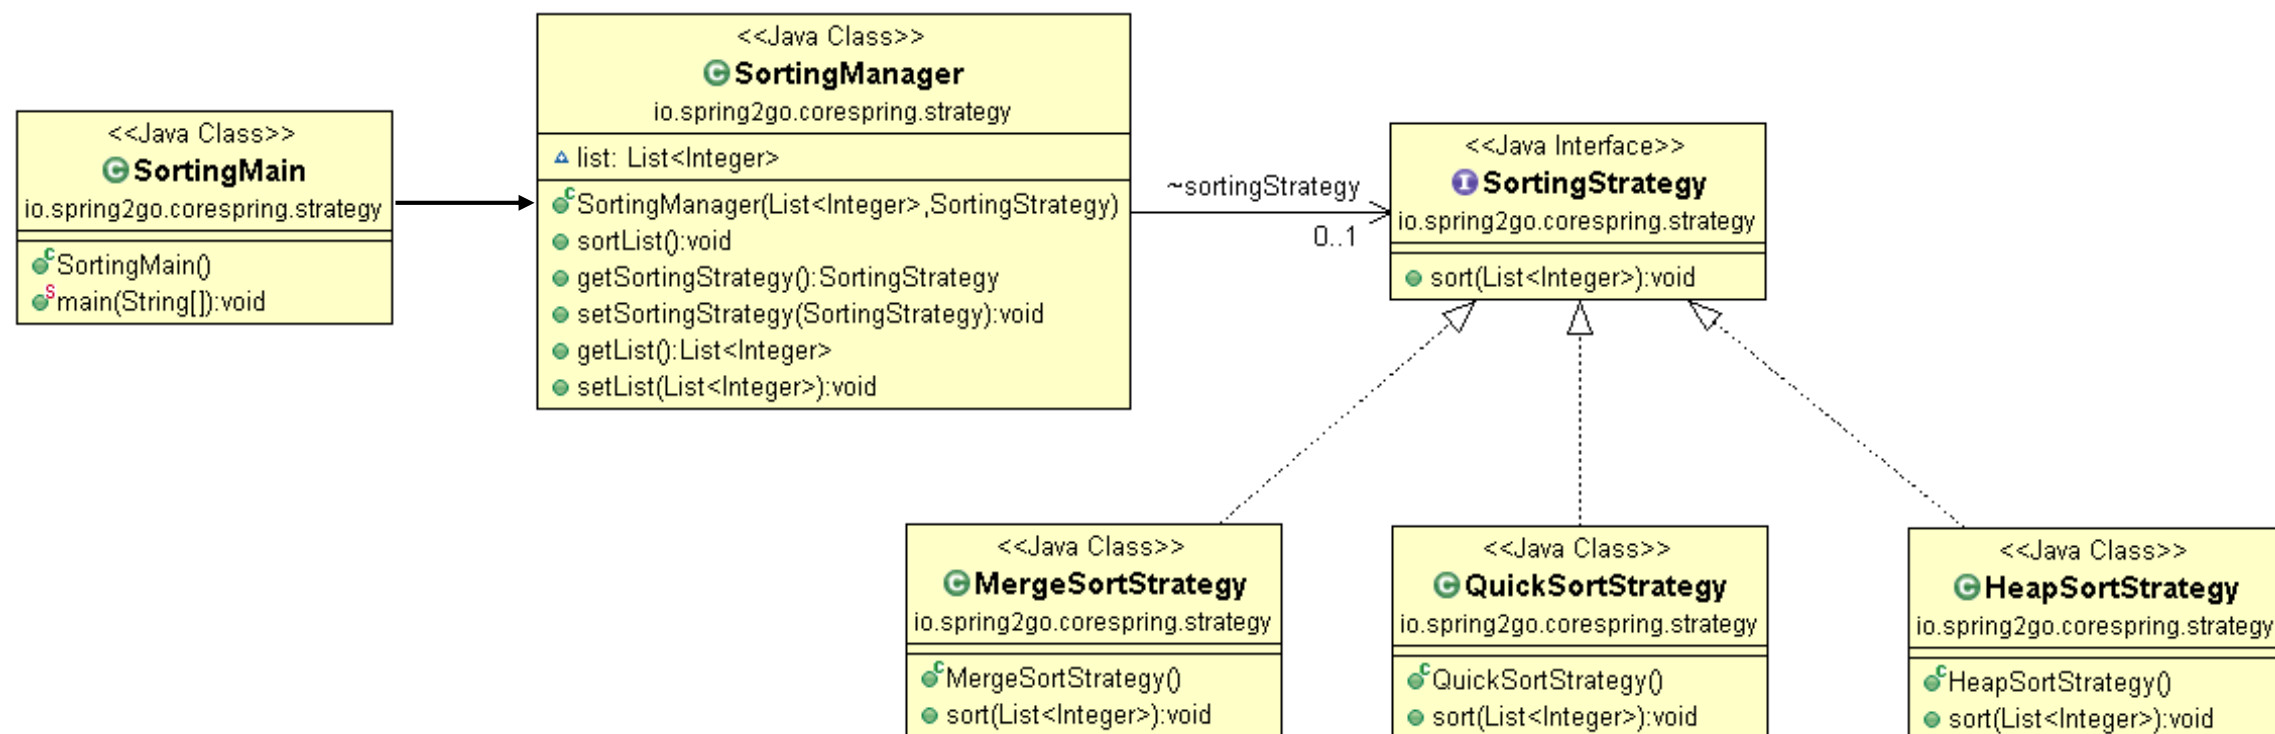 <<Java Class>>
SortingMain
io.spring2go.corespring.strategy
SortingMain()
main(String[]):void
<<Java Class>>
SortingManager
io.spring2go.corespring.strategy
list: List<Integer>
SortingManager(List<Integer>,SortingStrategy)
sortList():void
getSortingStrategy():SortingStrategy
setSortingStrategy(SortingStrategy):void
getList():List<Integer>
setList(List<Integer>):void
~sortingStrategy
0..1
<<Java Interface>>
SortingStrategy
io.spring2go.corespring.strategy
sort(List<Integer>):void
<<Java Class>>
MergeSortStrategy
io.spring2go.corespring.strategy
MergeSortStrategy()
sort(List<Integer>):void
<<Java Class>>
QuickSortStrategy
io.spring2go.corespring.strategy
QuickSortStrategy()
sort(List<Integer>):void
<<Java Class>>
HeapSortStrategy
io.spring2go.corespring.strategy
HeapSortStrategy()
sort(List<Integer>):void